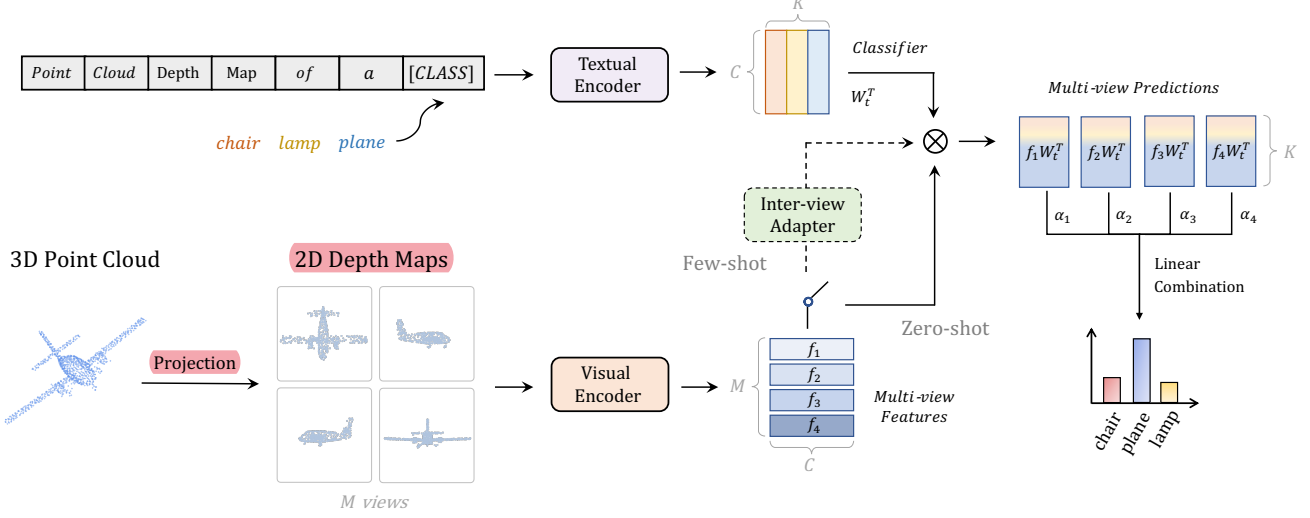 K
Point Cloud Depth Map of a [CLASS]
Textual
Encoder
C
Classifier
W_t^T
chair lamp plane
Multi-view Predictions
f_1W_t^T f_2W_t^T f_3W_t^T f_4W_t^T
K
α_1 α_2 α_3 α_4
Inter-view
Adapter
Few-shot
Zero-shot
Linear
Combination
3D Point Cloud
2D Depth Maps
Projection
M views
Visual
Encoder
M
f_1
f_2
f_3
f_4
C
Multi-view
Features
chair
plane
lamp